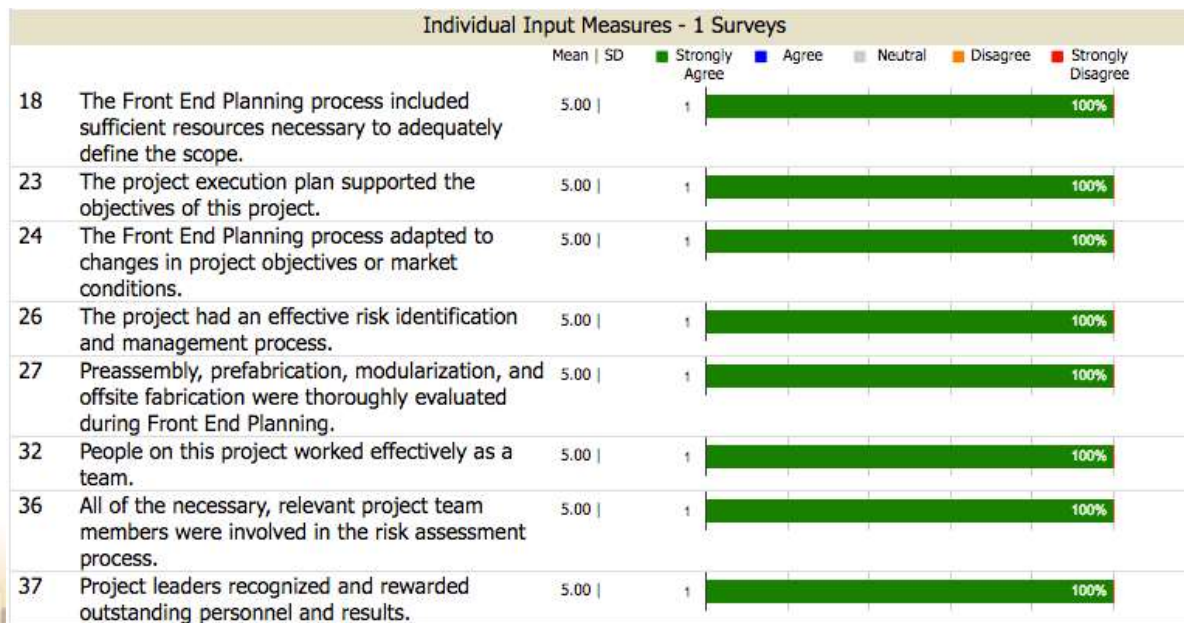 Individual Input Measures - 1 Surveys
Mean | SD Strongly Agree Agree Neutral Disagree Strongly Disagree
18 The Front End Planning process included 5.00 | 1 100%
sufficient resources necessary to adequately
define the scope.
23 The project execution plan supported the 5.00 | 1 100%
objectives of this project.
24 The Front End Planning process adapted to 5.00 | 1 100%
changes in project objectives or market
conditions.
26 The project had an effective risk identification 5.00 | 1 100%
and management process.
27 Preassembly, prefabrication, modularization, and 5.00 | 1 100%
offsite fabrication were thoroughly evaluated
during Front End Planning.
32 People on this project worked effectively as a 5.00 | 1 100%
team.
36 All of the necessary, relevant project team 5.00 | 1 100%
members were involved in the risk assessment
process.
37 Project leaders recognized and rewarded 5.00 | 1 100%
outstanding personnel and results.